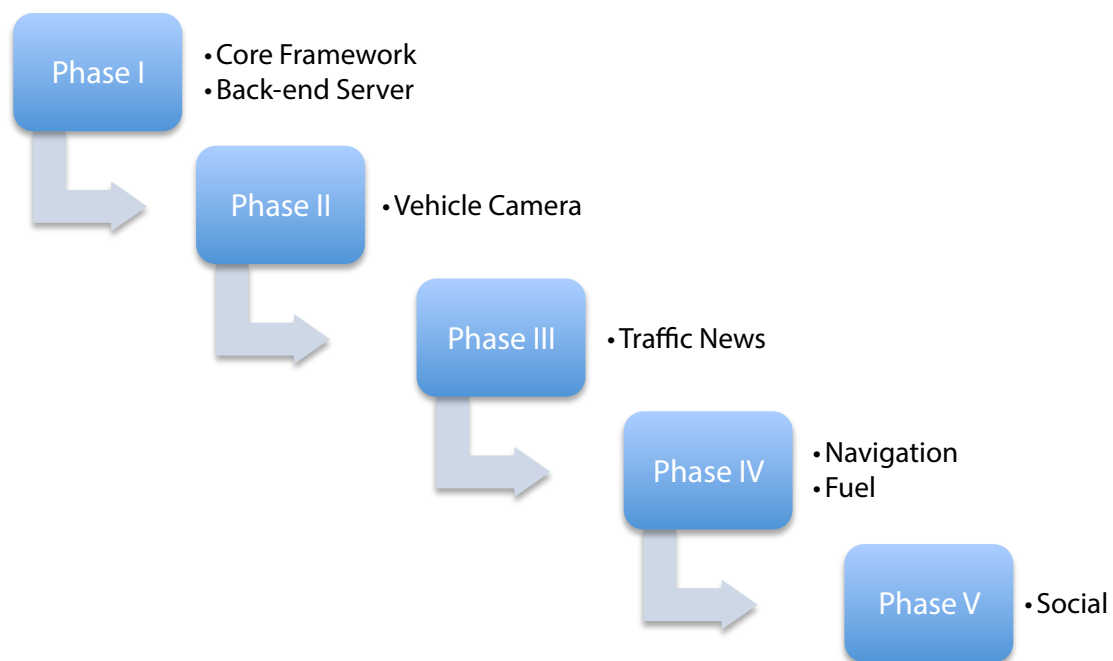 Phase I
• Core Framework
• Back-end Server
Phase II
• Vehicle Camera
Phase III
• Traffic News
Phase IV
• Navigation
• Fuel
Phase V
• Social